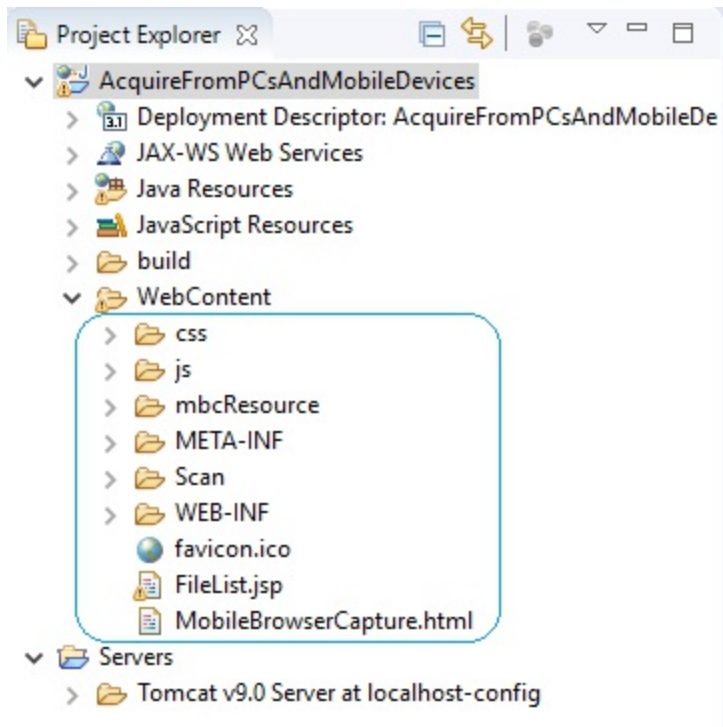 Project Explorer
AcquireFromPCsAndMobileDevices
3.1 Deployment Descriptor: AcquireFromPCsAndMobileDe
JAX-WS Web Services
Java Resources
JavaScript Resources
build
WebContent
css
js
mbcResource
META-INF
Scan
WEB-INF
favicon.ico
FileList.jsp
MobileBrowserCapture.html
Servers
Tomcat v9.0 Server at localhost-config